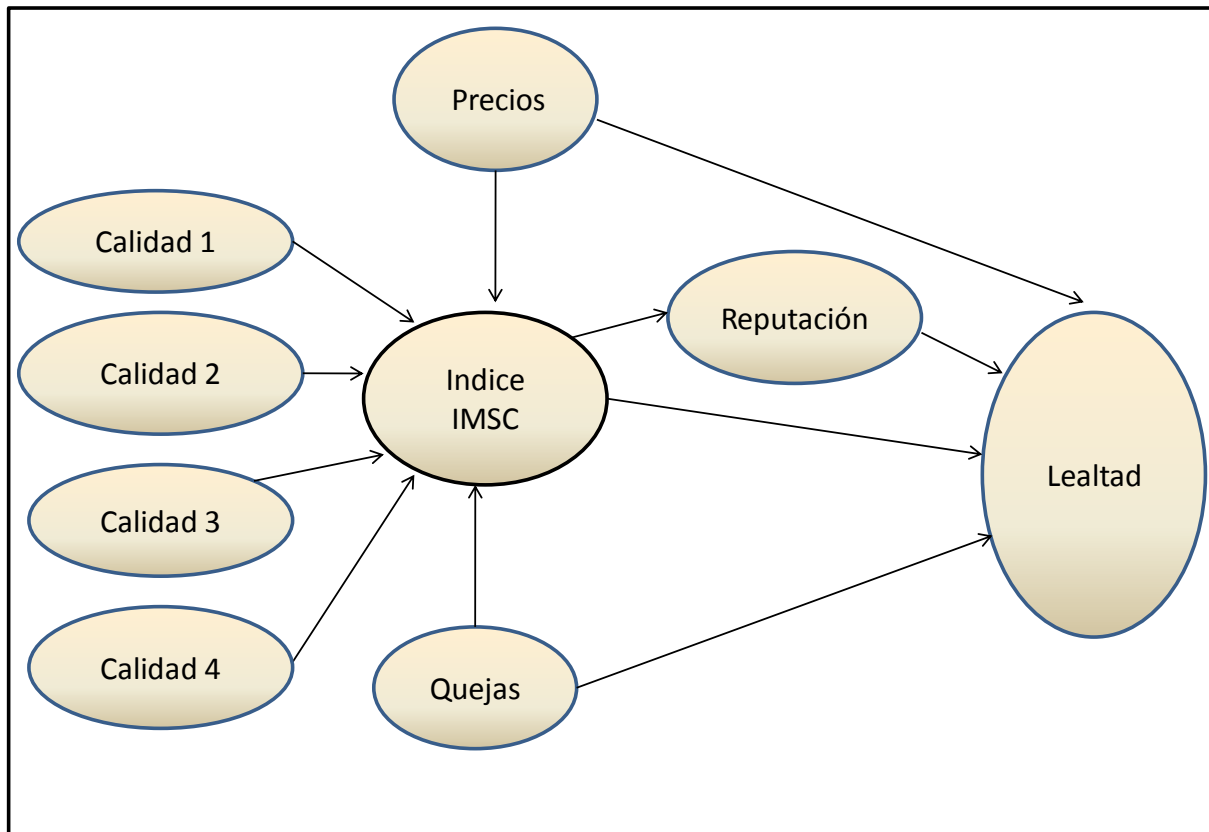 Precios
Calidad 1
Reputación
Calidad 2
Indice
IMSC
Lealtad
Calidad 3
Calidad 4
Quejas